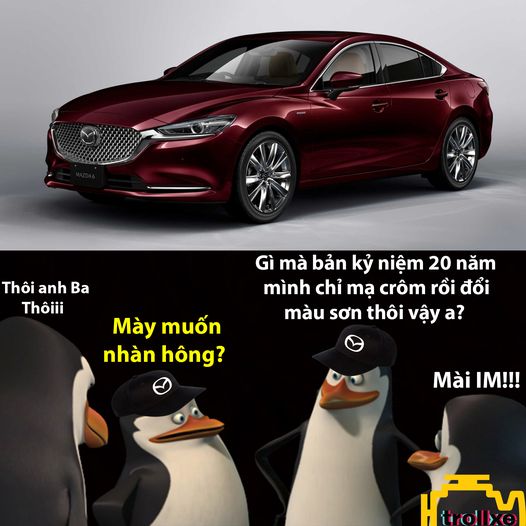 MAZDA6
Gì mà bản kỷ niệm 20 năm
mình chỉ mạ crôm rồi đổi
màu sơn thôi vậy a?
Thôi anh Ba
Thôiii
Mày muốn
nhàn hông?
Mài IM!!!
Htrollxe